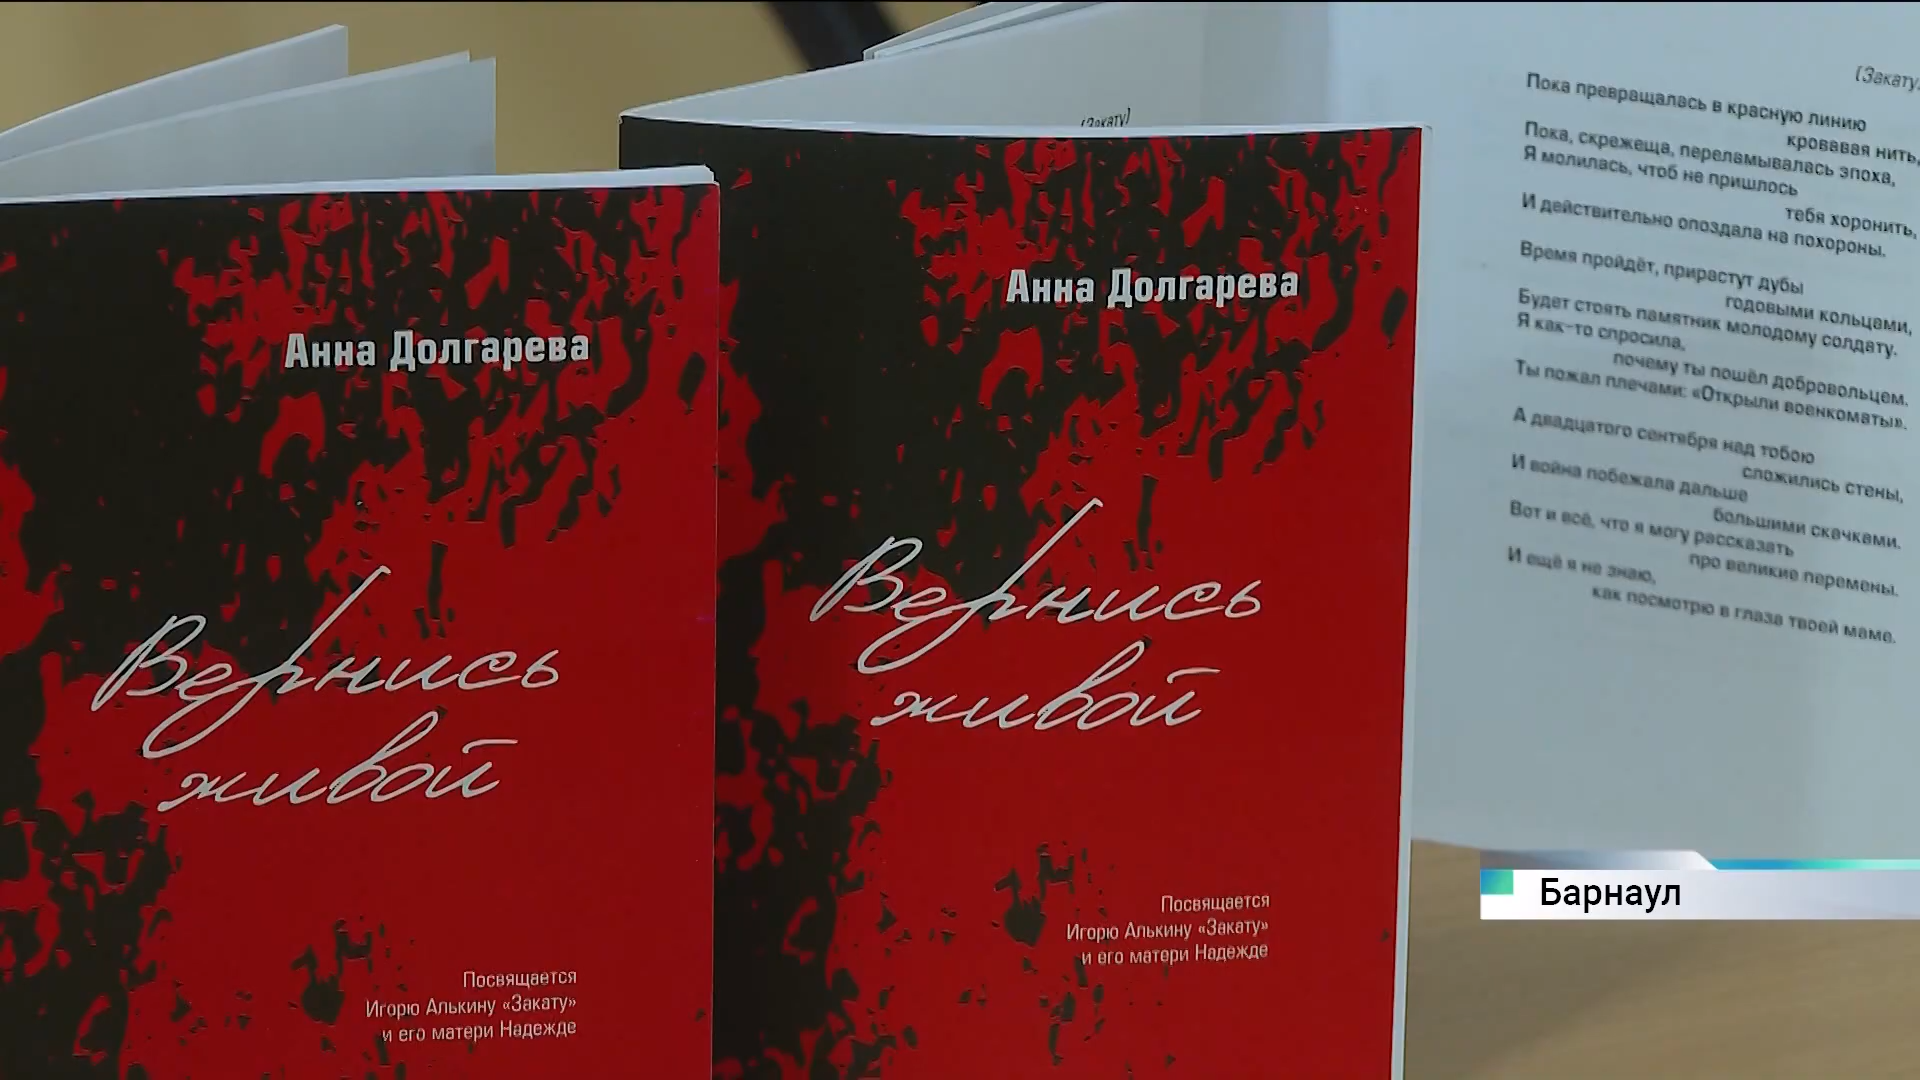 Анна Долгарева
Вернись
живой
Посвящается
Игорю Алькину «Закату»
и его матери Надежде
(Закату)
Анна Долгарева
Вернись
живой
Посвящается
Игорю Алькину «Закату»
и его матери Надежде
(Закату)
Пока превращалась в красную линию
кровавая нить,
Пока, скрежеща, переламывалась эпоха,
Я молилась, чтоб не пришлось
тебя хоронить,
И действительно опоздала на похороны.
Время пройдёт, прирастут дубы
годовыми кольцами,
Будет стоять памятник молодому солдату.
Я как-то спросила,
почему ты пошёл добровольцем.
Ты пожал плечами: «Открыли военкоматы».
А двадцатого сентября над тобою
сложились стены,
И война побежала дальше
большими скачками.
Вот и всё, что я могу рассказать
про великие перемены.
И ещё я не знаю,
как посмотрю в глаза твоей маме.
Барнаул